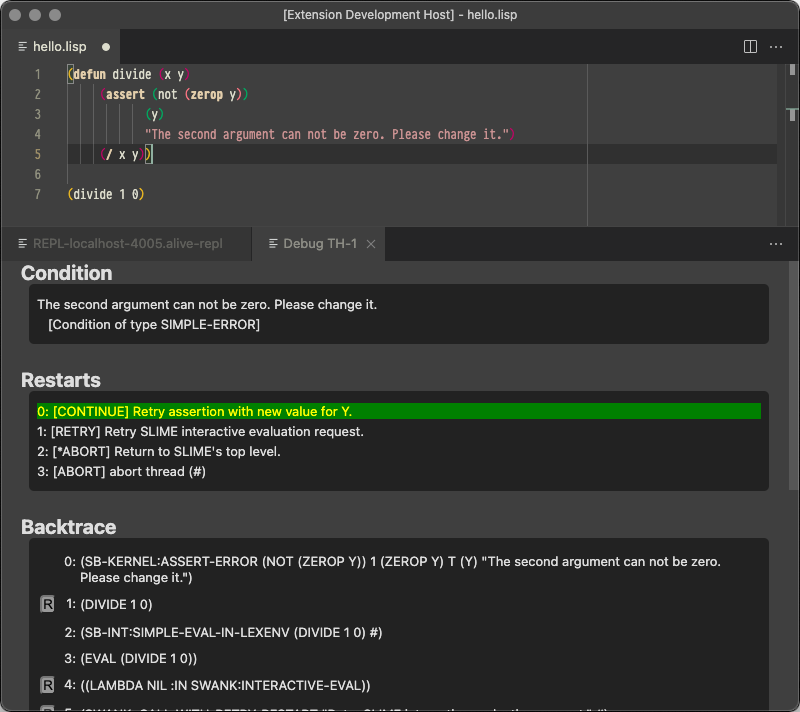 [Extension Development Host] - hello.lisp
hello.lisp
1 (defun divide (x y)
2 (assert (not (zerop y))
3 (y)
4 "The second argument can not be zero. Please change it.")
5 (/ x y))
6
7 (divide 1 0)
REPL-localhost-4005.alive-repl Debug TH-1
Condition
The second argument can not be zero. Please change it.
[Condition of type SIMPLE-ERROR]
Restarts
0: [CONTINUE] Retry assertion with new value for Y.
1: [RETRY] Retry SLIME interactive evaluation request.
2: [*ABORT] Return to SLIME's top level.
3: [ABORT] abort thread (#)
Backtrace
0: (SB-KERNEL:ASSERT-ERROR (NOT (ZEROP Y)) 1 (ZEROP Y) T (Y) "The second argument can not be zero.
Please change it.")
R 1: (DIVIDE 1 0)
2: (SB-INT:SIMPLE-EVAL-IN-LEXENV (DIVIDE 1 0) #)
3: (EVAL (DIVIDE 1 0))
R 4: ((LAMBDA NIL :IN SWANK:INTERACTIVE-EVAL))